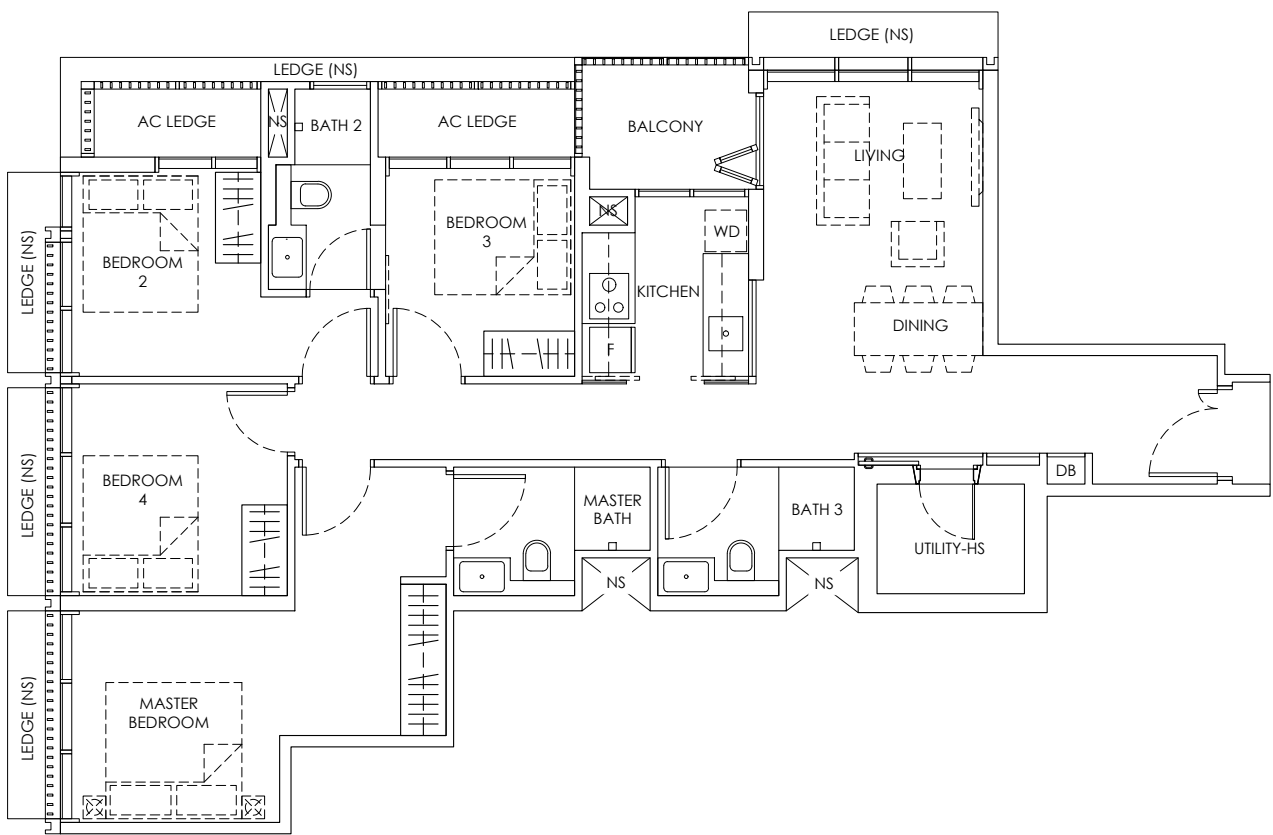 LEDGE (NS)
LEDGE (NS)
AC LEDGE
NS
BATH 2
AC LEDGE
BALCONY
LIVING
LEDGE (NS)
BEDROOM
2
BEDROOM
3
NS
WD
KITCHEN
DINING
F
LEDGE (NS)
BEDROOM
4
MASTER
BATH
BATH 3
DB
UTILITY-HS
NS
NS
LEDGE (NS)
MASTER
BEDROOM